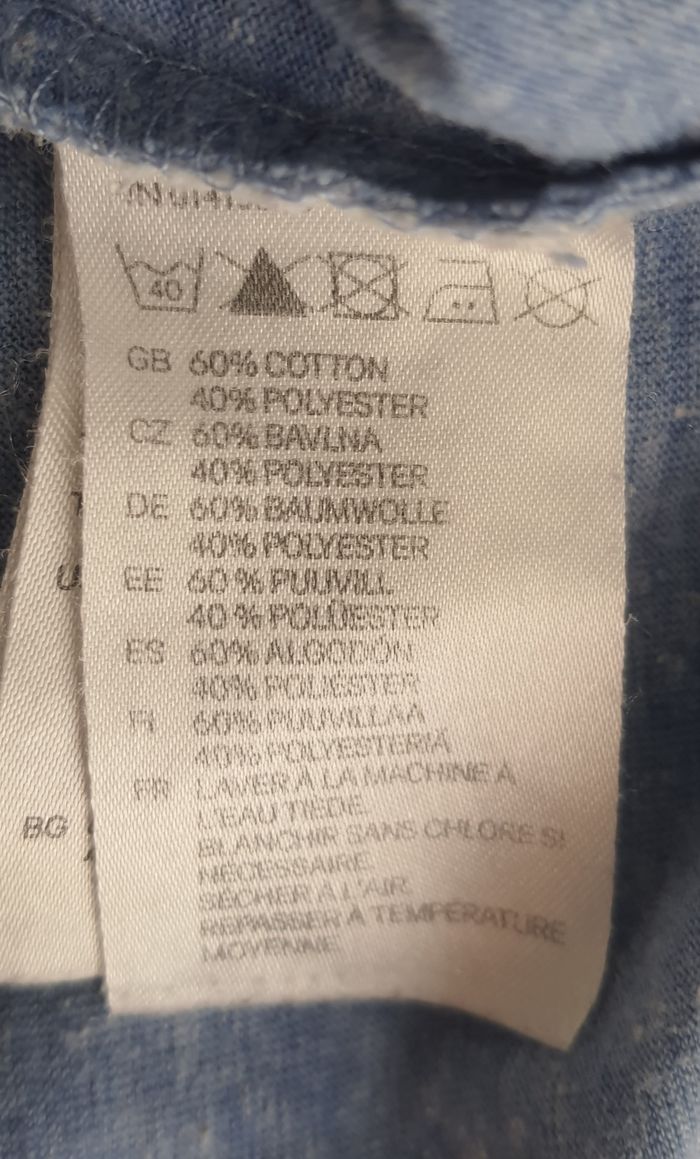 40
GB 60% COTTON
40% POLYESTER
CZ 60% BAVLNA
40% POLYESTER
DE 60% BAUMWOLLE
40% POLYESTER
EE 60 % PUUVILL
40 % POLÜESTER
ES 60% ALGODÓN
40% POLIÉSTER
FI 60% PUUVILLAA
40% POLYESTERIÄ
FR LAVER À LA MACHINE À
L'EAU TIÈDE
BLANCHIR SANS CHLORE SI
NÉCESSAIRE
SÉCHER À L'AIR
REPASSER À TEMPÉRATURE
MOYENNE
BG